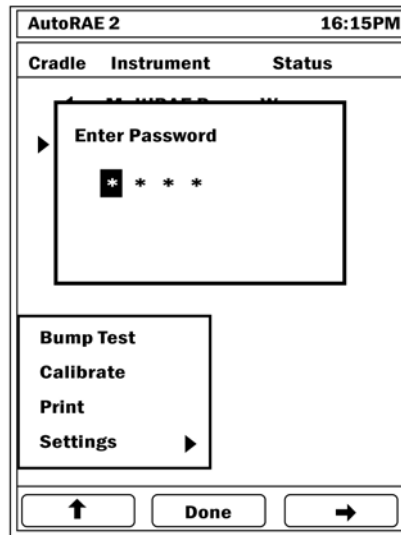 AutoRAE 2 16:15PM
Cradle Instrument Status
Enter Password
* * * *
Bump Test
Calibrate
Print
Settings
Done